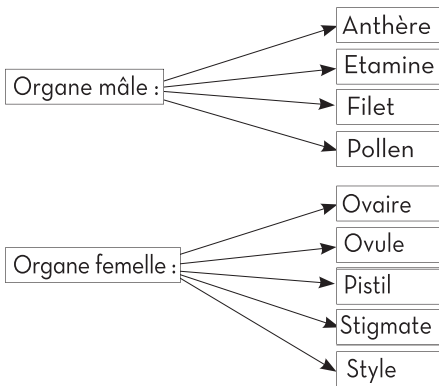 Organe mâle :
Anthère
Etamine
Filet
Pollen
Organe femelle :
Ovaire
Ovule
Pistil
Stigmate
Style